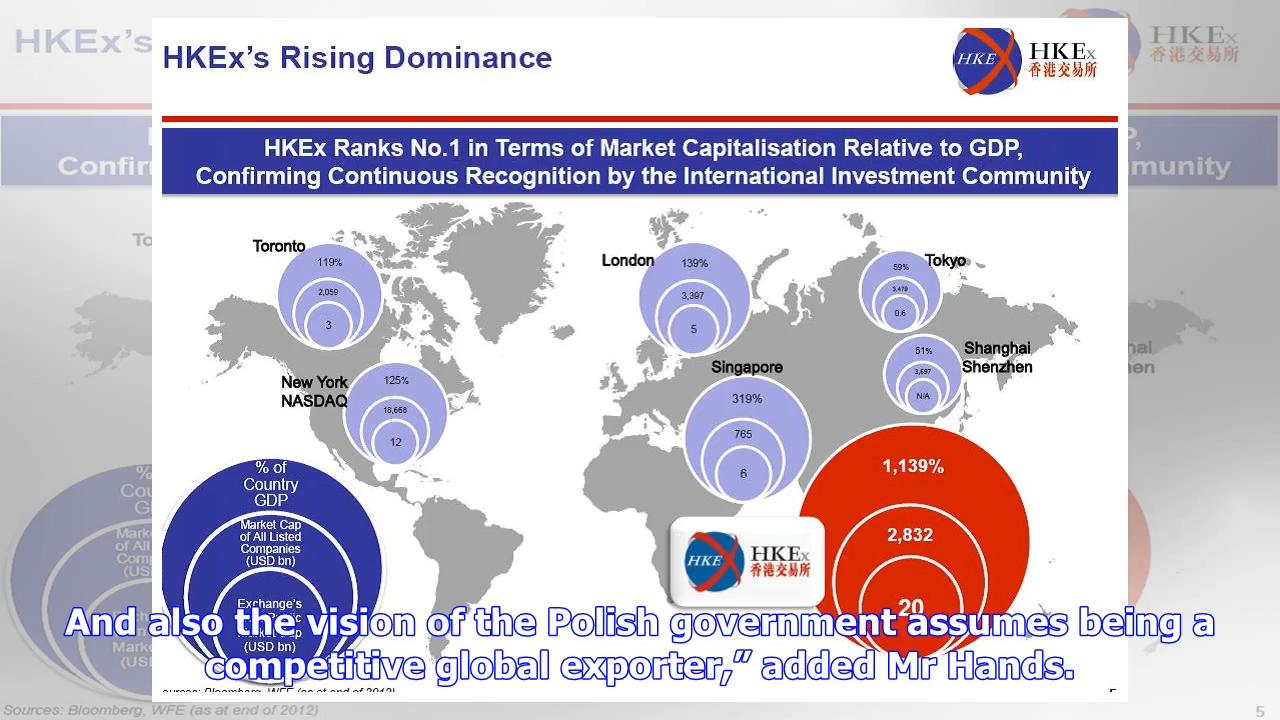 HKEx's Rising Dominance
HKEx
香港交易所
HKEx Ranks No.1 in Terms of Market Capitalisation Relative to GDP,
Confirming Continuous Recognition by the International Investment Community
Toronto
119%
2,059
3
London
139%
3,397
5
Tokyo
59%
3,479
0.6
Shanghai
Shenzhen
51%
3,697
N/A
New York
NASDAQ
125%
18,668
12
Singapore
319%
765
6
1,139%
2,832
20
% of
Country
GDP
Market Cap
of All Listed
Companies
(USD bn)
Exchange's
Market Cap
(USD bn)
HKEx
香港交易所
And also the vision of the Polish government assumes being a
competitive global exporter,” added Mr Hands.
Sources: Bloomberg, WFE (as at end of 2012)
5